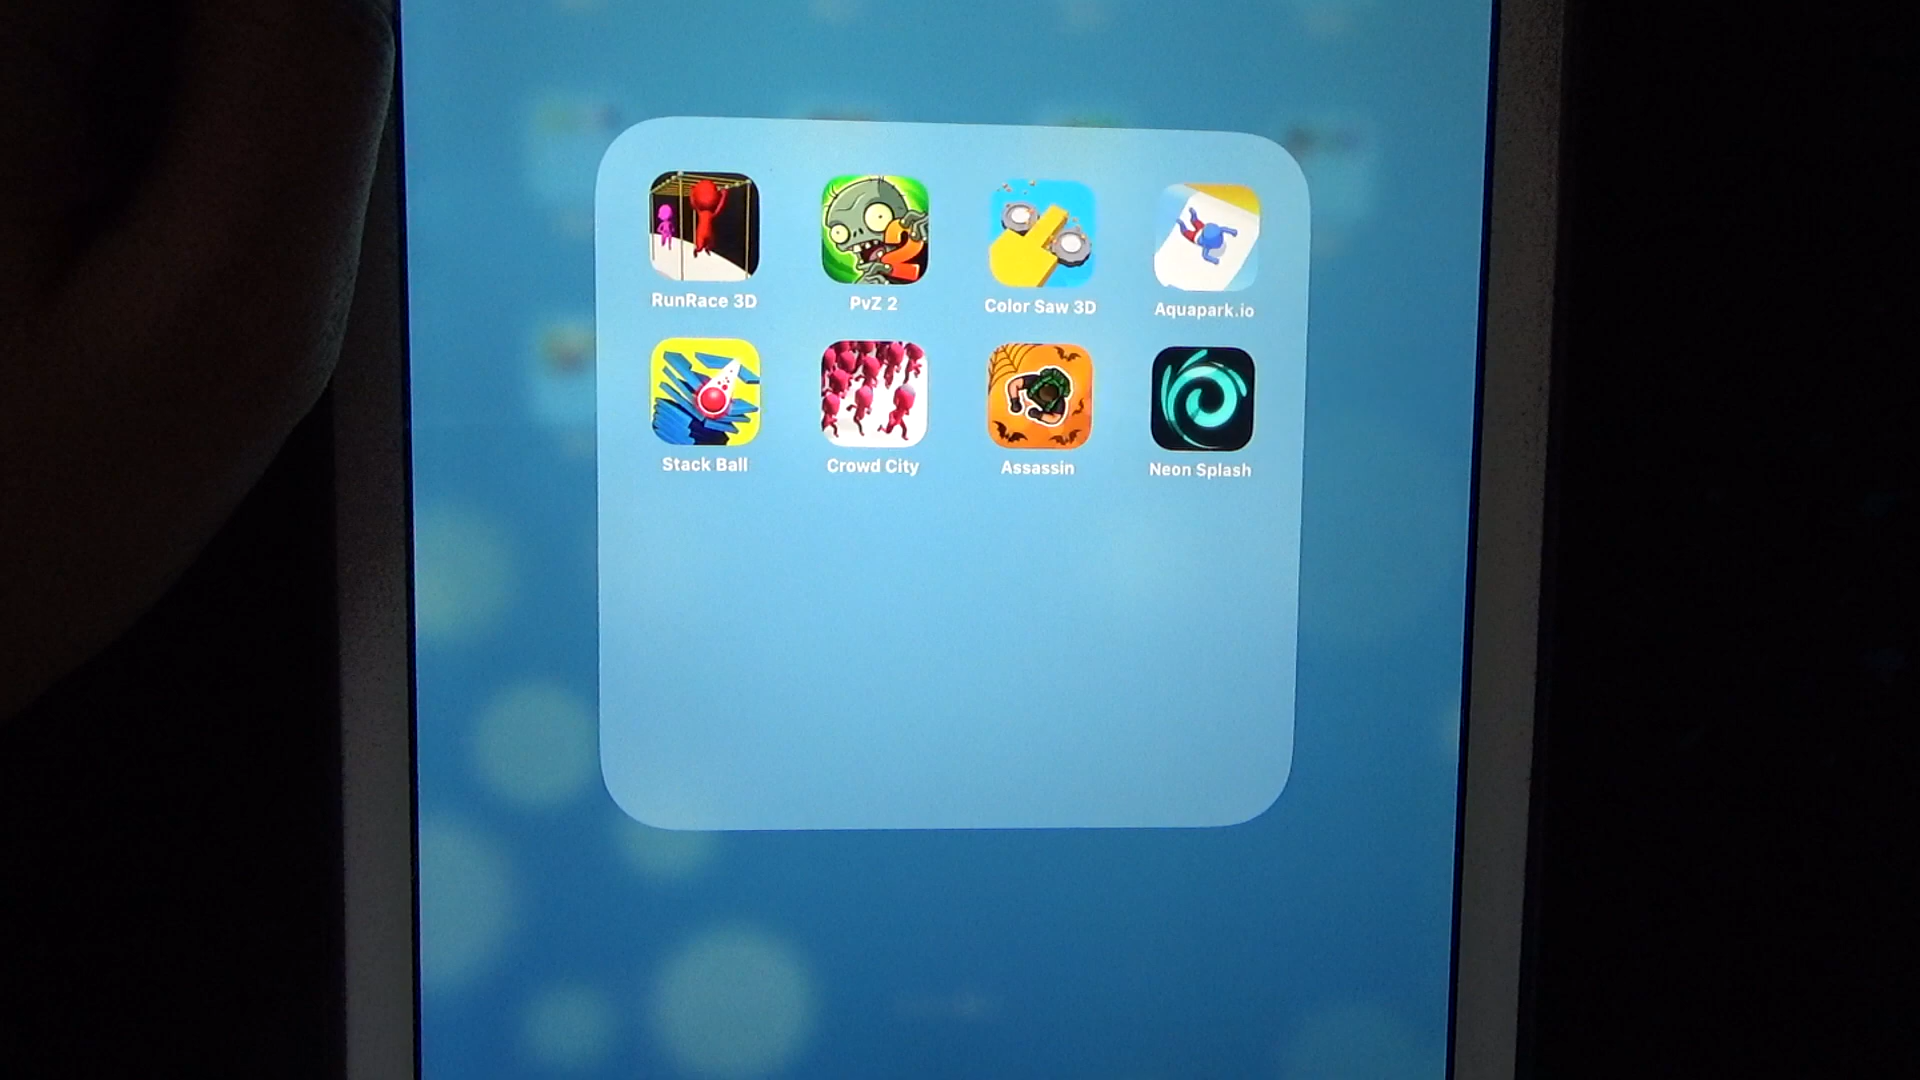 RunRace 3D
PvZ 2
Color Saw 3D
Aquapark.io
Stack Ball
Crowd City
Assassin
Neon Splash